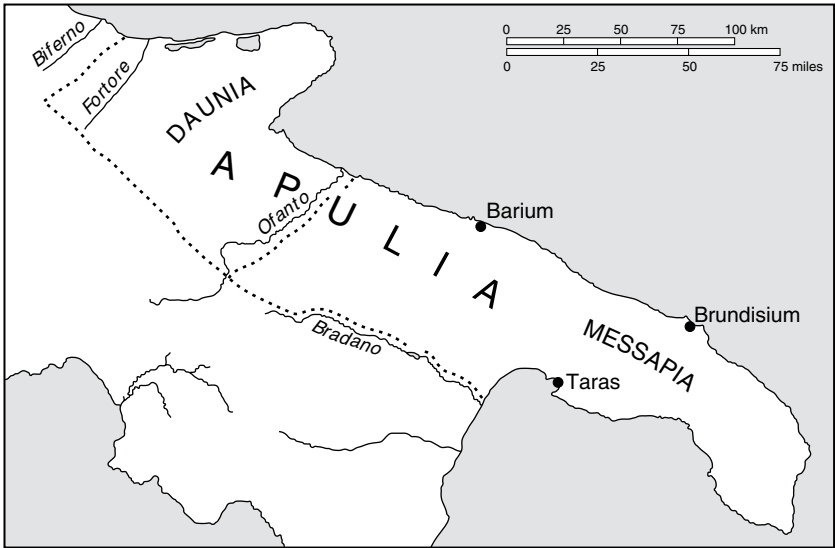 Biferno
Fortore
DAUNIA
APULIA
Ofanto
Bradano
Barium
Brundisium
MESSAPIA
Taras
0 25 50 75 100 km
0 25 50 75 miles